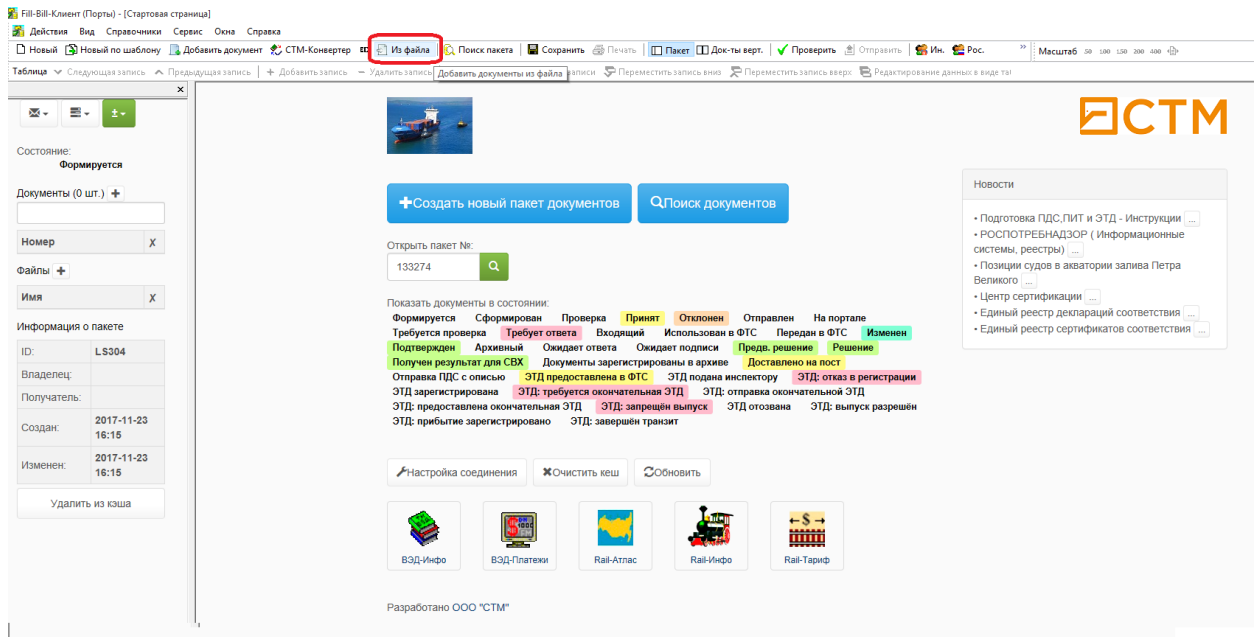 Fill-Bill-Клиент (Порты) - [Стартовая страница]
Действия Вид Справочники Сервис Окна Справка
Новый Новый по шаблону Добавить документ СТМ-Конвертер Из файла Поиск пакета Сохранить Печать Пакет Док-ты верт. Проверить Отправить Ин. Рос. » Масштаб 50 100 150 200 400
Таблица Следующая запись Предыдущая запись Добавить запись Удалить запись Добавить документы из файла записи Переместить запись вниз Переместить запись вверх Редактирование данных в виде та
Состояние:
Формируется
Документы (0 шт.) +
Номер X
Файлы +
Имя X
Информация о пакете
ID: LS304
Владелец:
Получатель:
Создан: 2017-11-23
16:15
Изменен: 2017-11-23
16:15
Удалить из кэша
СТМ
Создать новый пакет документов
Поиск документов
Открыть пакет №:
133274
Показать документы в состоянии:
Формируется Сформирован Проверка Принят Отклонен Отправлен На портале
Требуется проверка Требует ответа Входящий Использован в ФТС Передан в ФТС Изменен
Подтвержден Архивный Ожидает ответа Ожидает подписи Предв. решение Решение
Получен результат для СВХ Документы зарегистрированы в архиве Доставлено на пост
Отправка ПДС с описью ЭТД предоставлена в ФТС ЭТД подана инспектору ЭТД: отказ в регистрации
ЭТД зарегистрирована ЭТД: требуется окончательная ЭТД ЭТД: отправка окончательной ЭТД
ЭТД: предоставлена окончательная ЭТД ЭТД: запрещён выпуск ЭТД отозвана ЭТД: выпуск разрешён
ЭТД: прибытие зарегистрировано ЭТД: завершён транзит
Настройка соединения Очистить кеш Обновить
ВЭД-Инфо ВЭД-Платежи Rail-Атлас Rail-Инфо Rail-Тариф
Разработано ООО "СТМ"
Новости
• Подготовка ПДС,ПИТ и ЭТД - Инструкции ...
• РОСПОТРЕБНАДЗОР ( Информационные
системы, реестры) ...
• Позиции судов в акватории залива Петра
Великого ...
• Центр сертификации ...
• Единый реестр деклараций соответствия ...
• Единый реестр сертификатов соответствия ...